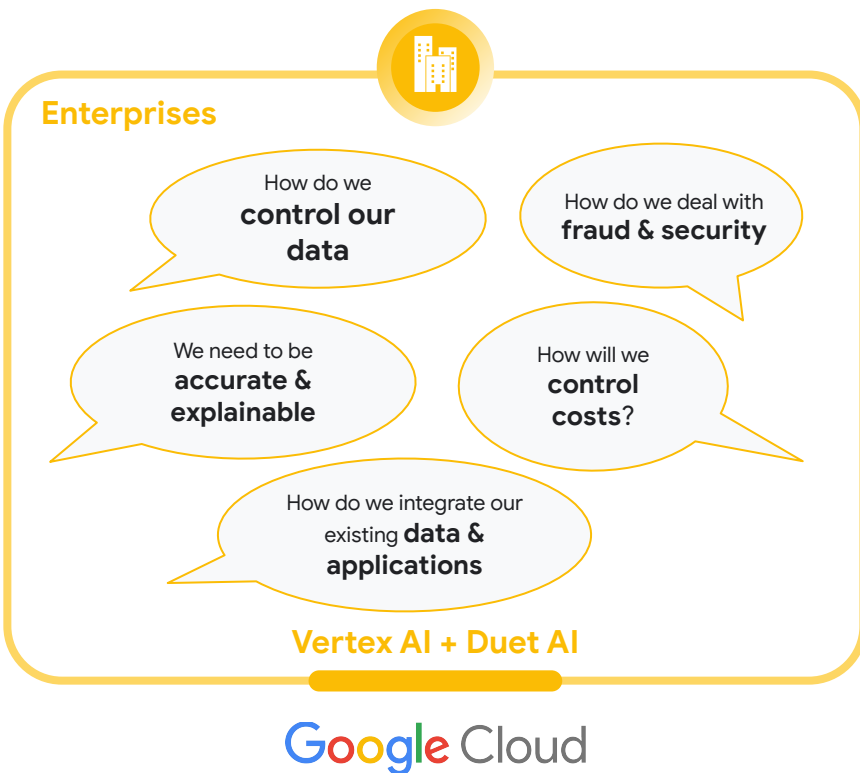 Enterprises
How do we
control our
data
How do we deal with
fraud & security
We need to be
accurate &
explainable
How will we
control
costs?
How do we integrate our
existing data &
applications
Vertex AI + Duet AI
Google Cloud